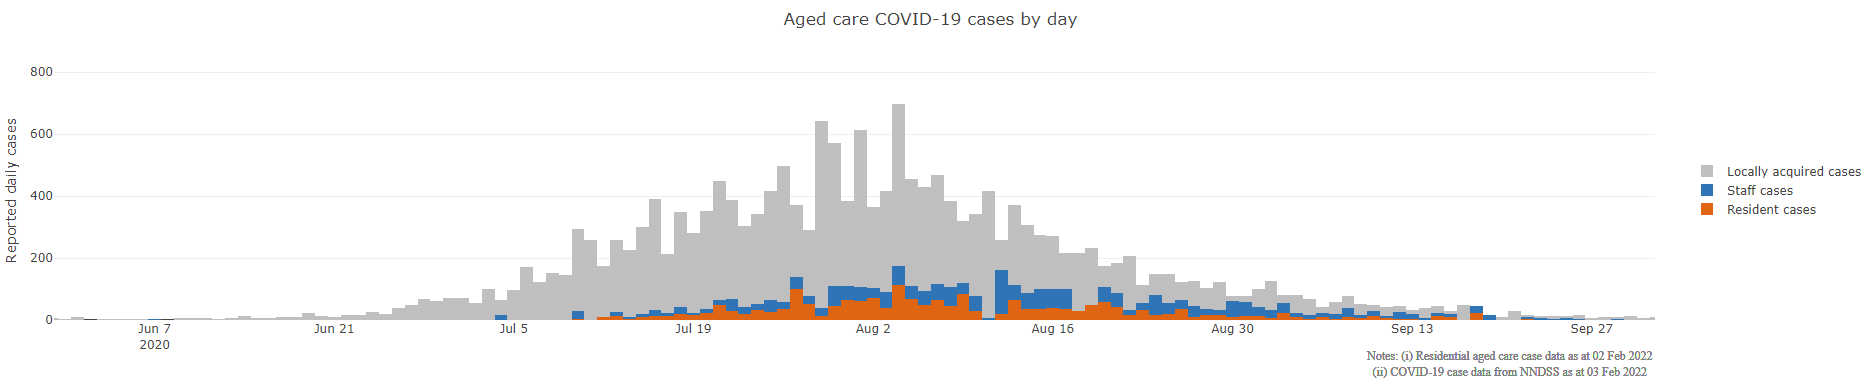 Aged care COVID-19 cases by day
Reported daily cases
800
600
400
200
0
Jun 7
2020
Jun 21
Jul 5
Jul 19
Aug 2
Aug 16
Aug 30
Sep 13
Sep 27
Locally acquired cases
Staff cases
Resident cases
Notes: (i) Residential aged care case data as at 02 Feb 2022
(ii) COVID-19 case data from NNDSS as at 03 Feb 2022